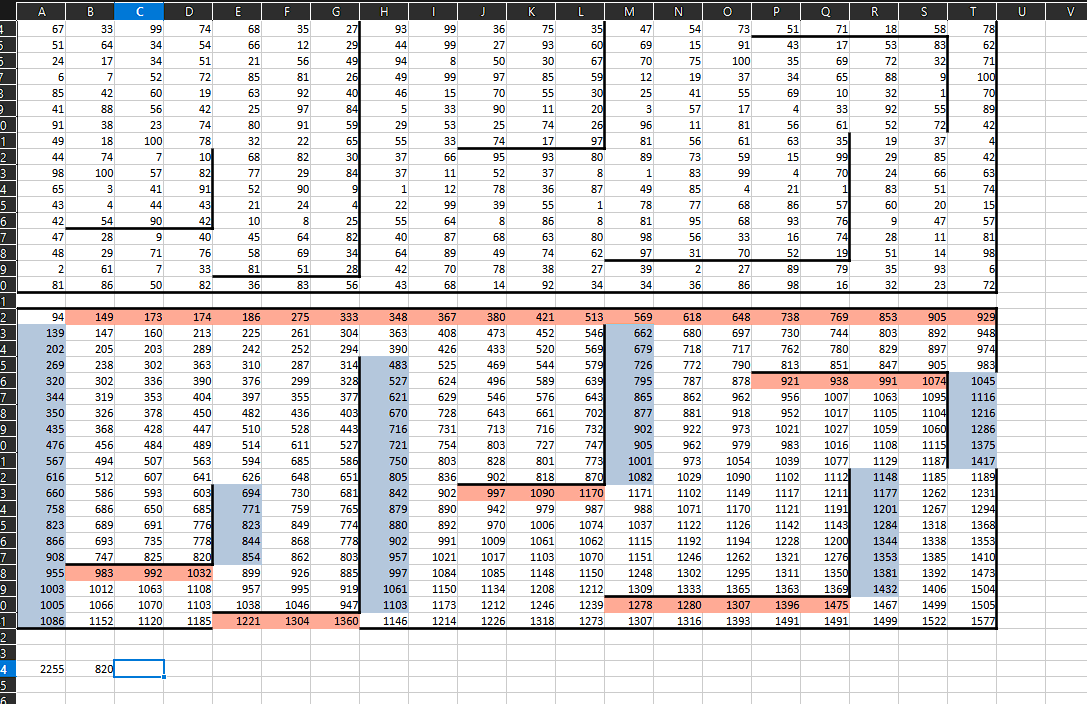 A B C D E F G H I J K L M N O P Q R S T U V
4 67 33 99 74 68 35 27 93 99 36 75 35 47 54 73 51 71 18 58 78
5 51 64 34 54 66 12 29 44 99 27 93 60 69 15 91 43 17 53 83 62
6 24 17 34 51 21 56 49 94 8 50 30 67 70 75 100 35 69 72 32 71
7 6 7 52 72 85 81 26 49 99 97 85 59 12 19 37 34 65 88 9 100
8 85 42 60 19 63 92 40 46 15 70 55 30 25 41 55 69 10 32 1 70
9 41 88 56 42 25 97 84 5 33 90 11 20 3 57 17 4 33 92 55 89
0 91 38 23 74 80 91 59 29 53 25 74 26 96 11 81 56 61 52 72 42
1 49 18 100 78 32 22 65 55 33 74 17 97 81 56 61 63 35 19 37 4
2 44 74 7 10 68 82 30 37 66 95 93 80 89 73 59 15 99 29 85 42
3 98 100 57 82 77 29 84 37 11 52 37 8 1 83 99 4 70 24 66 63
4 65 3 41 91 52 90 9 1 12 78 36 87 49 85 4 21 1 83 51 74
5 43 4 44 43 21 24 4 22 99 39 55 1 78 77 68 86 57 60 20 15
6 42 54 90 42 10 8 25 55 64 8 86 8 81 95 68 93 76 9 47 57
7 47 28 9 40 45 64 82 40 87 68 63 80 98 56 33 16 74 28 11 81
8 48 29 71 76 58 69 34 64 89 49 74 62 97 31 70 52 19 51 14 98
9 2 61 7 33 81 51 28 42 70 78 38 27 39 2 27 89 79 35 93 6
0 81 86 50 82 36 83 56 43 68 14 92 34 34 36 86 98 16 32 23 72
1
2 94 149 173 174 186 275 333 348 367 380 421 513 569 618 648 738 769 853 905 929
3 139 147 160 213 225 261 304 363 408 473 452 546 662 680 697 730 744 803 892 948
4 202 205 203 289 242 252 294 390 426 433 520 569 679 718 717 762 780 829 897 974
5 269 238 302 363 310 287 314 483 525 469 544 579 726 772 790 813 851 847 905 983
6 320 302 336 390 376 299 328 527 624 496 589 639 795 787 878 921 938 991 1074 1045
7 344 319 353 404 397 355 377 621 629 546 576 643 865 862 962 956 1007 1063 1095 1116
8 350 326 378 450 482 436 403 670 728 643 661 702 877 881 918 952 1017 1105 1104 1216
9 435 368 428 447 510 528 443 716 731 713 716 732 902 922 973 1021 1027 1059 1060 1286
0 476 456 484 489 514 611 527 721 754 803 727 747 905 962 979 983 1016 1108 1115 1375
1 567 494 507 563 594 685 586 750 803 828 801 773 1001 973 1054 1039 1077 1129 1187 1417
2 616 512 607 641 626 648 651 805 836 902 818 870 1082 1029 1090 1102 1112 1148 1185 1189
3 660 586 593 603 694 730 681 842 902 997 1090 1170 1171 1102 1149 1117 1211 1177 1262 1231
4 758 686 650 685 771 759 765 879 890 942 979 987 988 1071 1170 1121 1191 1201 1267 1294
5 823 689 691 776 823 849 774 880 892 970 1006 1074 1037 1122 1126 1142 1143 1284 1318 1368
6 866 693 735 778 844 868 778 902 991 1009 1061 1062 1115 1192 1194 1228 1200 1344 1338 1353
7 908 747 825 820 854 862 803 957 1021 1017 1103 1070 1151 1246 1262 1321 1276 1353 1385 1410
8 955 983 992 1032 899 926 885 997 1084 1085 1148 1150 1248 1302 1295 1311 1350 1381 1392 1473
9 1003 1012 1063 1108 957 995 919 1061 1150 1134 1208 1212 1309 1333 1365 1363 1369 1432 1406 1504
0 1005 1066 1070 1103 1038 1046 947 1103 1173 1212 1246 1239 1278 1280 1307 1396 1475 1467 1499 1505
1 1086 1152 1120 1185 1221 1304 1360 1146 1214 1226 1318 1273 1307 1316 1393 1491 1491 1499 1522 1577
2
3
4 2255 820
5
6